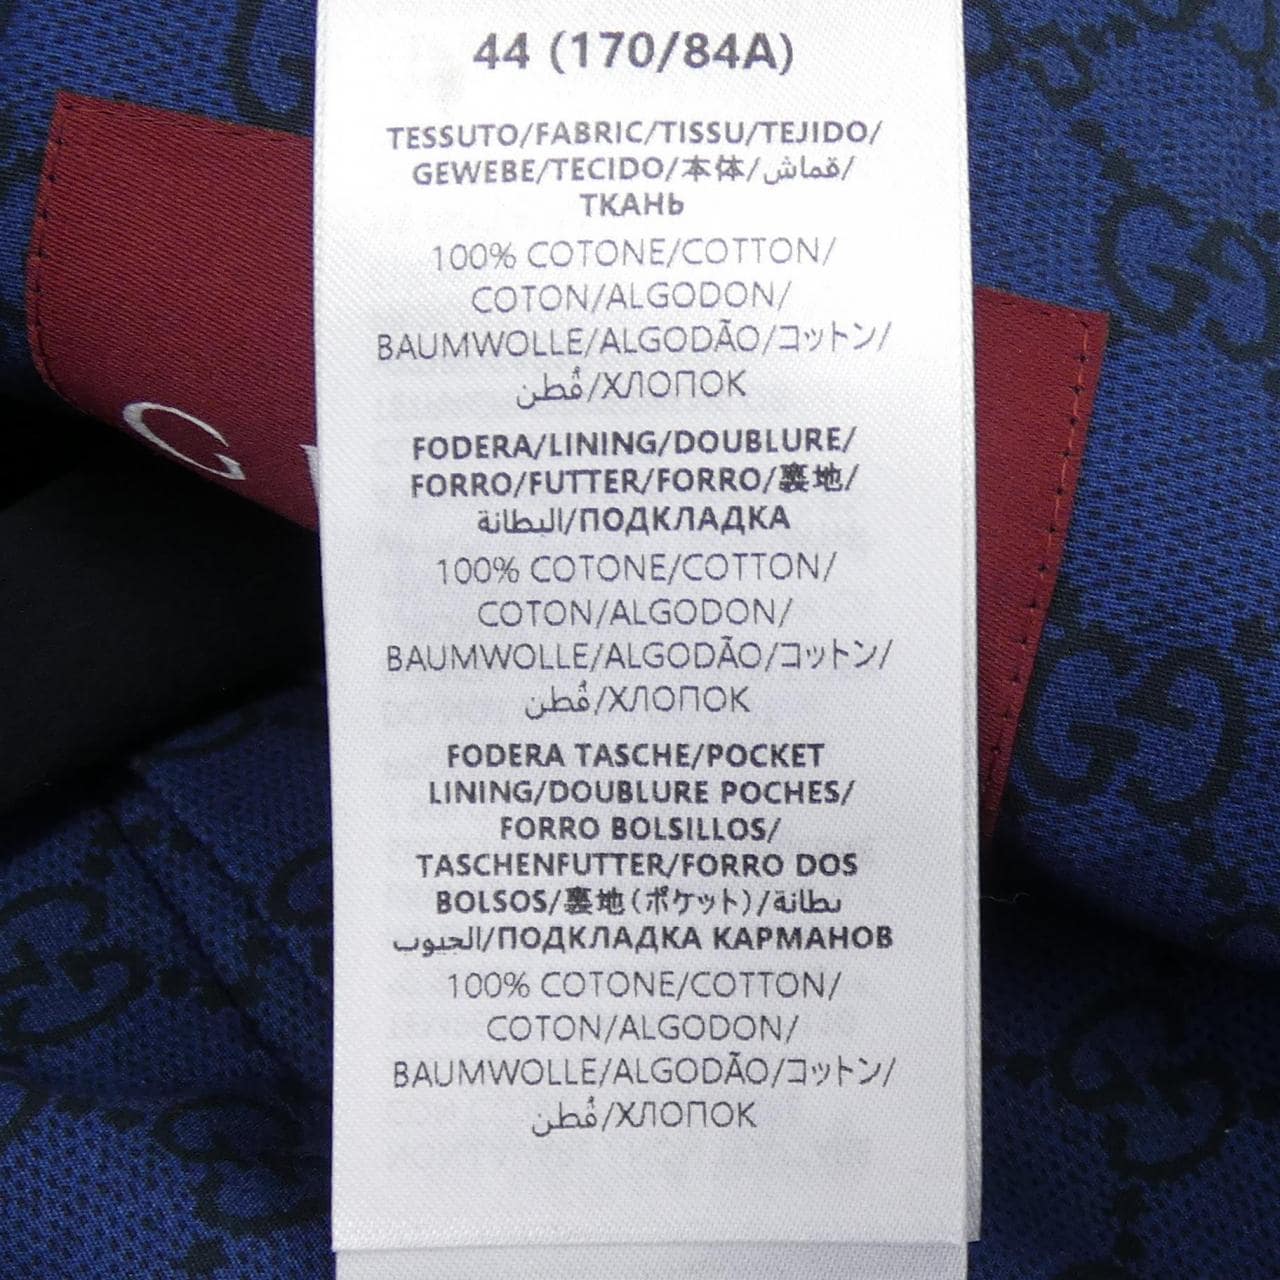 44 (170/84A)
TESSUTO/FABRIC/TISSU/TEJIDO/
GEWEBE/TECIDO/本体/قماش/
ТКАНЬ
100% COTONE/COTTON/
COTON/ALGODON/
BAUMWOLLE/ALGODÃO/コットン/
قُطن/ХЛОПОК
FODERA/LINING/DOUBLURE/
FORRO/FUTTER/FORRO/裏地/
البطانة/ПОДКЛАДКА
100% COTONE/COTTON/
COTON/ALGODON/
BAUMWOLLE/ALGODÃO/コットン/
قُطن/ХЛОПОК
FODERA TASCHE/POCKET
LINING/DOUBLURE POCHES/
FORRO BOLSILLOS/
TASCHENFUTTER/FORRO DOS
BOLSOS/裏地(ポケット)/بطانة
الجيوب/ПОДКЛАДКА КАРМАНОВ
100% COTONE/COTTON/
COTON/ALGODON/
BAUMWOLLE/ALGODÃO/コットン/
قُطن/ХЛОПОК
G